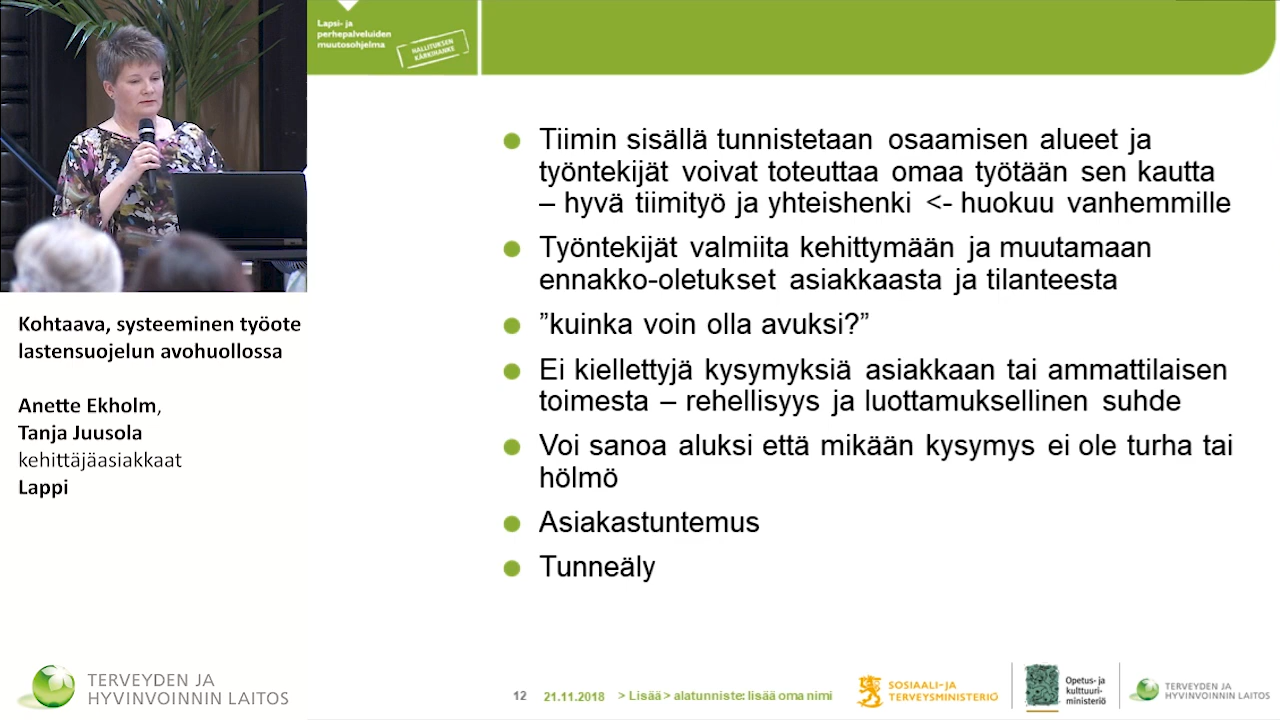 Lapsi- ja
perhepalveluiden
muutosohjelma
HALLITUKSEN
KÄRKIHANKE
Tiimin sisällä tunnistetaan osaamisen alueet ja
työntekijät voivat toteuttaa omaa työtään sen kautta
– hyvä tiimityö ja yhteishenki <- huokuu vanhemmille
Työntekijät valmiita kehittymään ja muutamaan
ennakko-oletukset asiakkaasta ja tilanteesta
”kuinka voin olla avuksi?”
Ei kiellettyjä kysymyksiä asiakkaan tai ammattilaisen
toimesta – rehellisyys ja luottamuksellinen suhde
Voi sanoa aluksi että mikään kysymys ei ole turha tai
hölmö
Asiakastuntemus
Tunneäly
Kohtaava, systeeminen työote
lastensuojelun avohuollossa
Anette Ekholm,
Tanja Juusola
kehittäjäasiakkaat
Lappi
TERVEYDEN JA
HYVINVOINNIN LAITOS
12 21.11.2018 > Lisää > alatunniste: lisää oma nimi
SOSIAALI- JA
TERVEYSMINISTERIÖ
Opetus- ja
kulttuuri-
ministeriö
TERVEYDEN JA
HYVINVOINNIN LAITOS